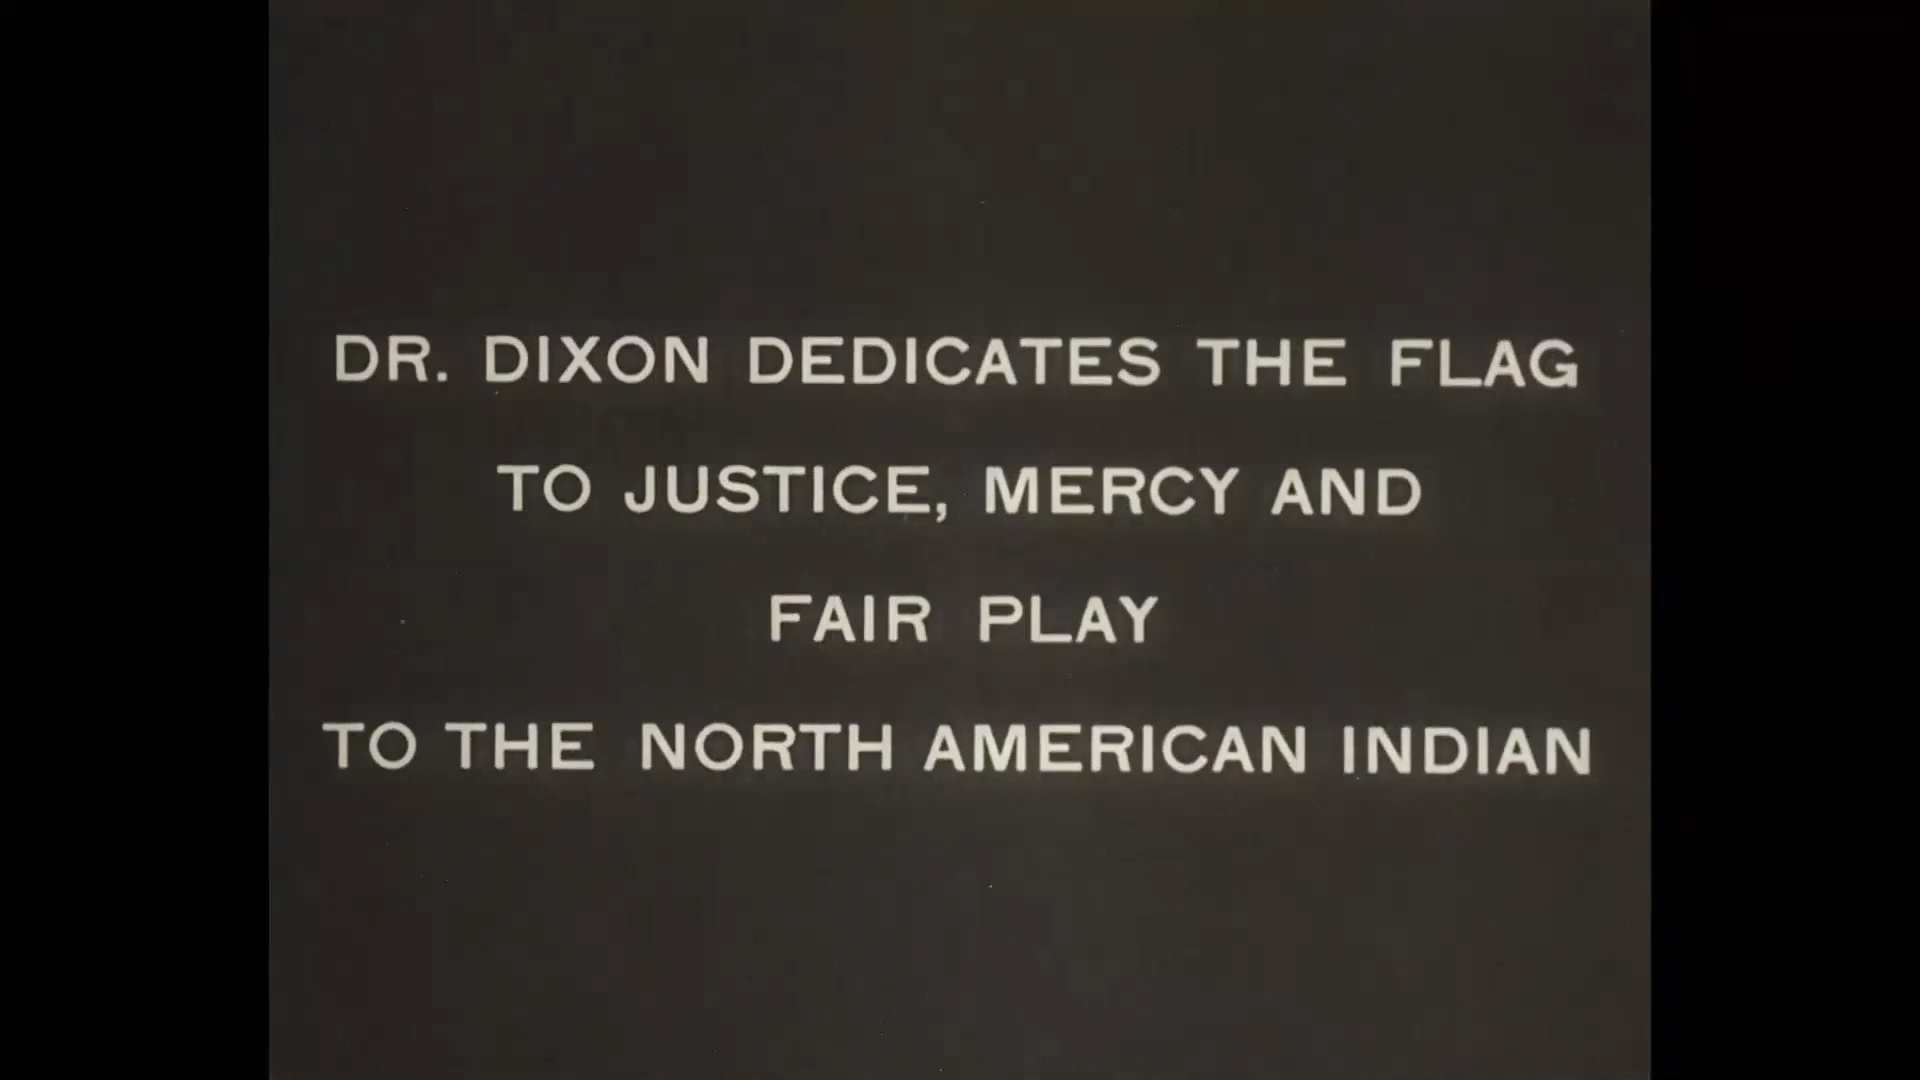 DR. DIXON DEDICATES THE FLAG
TO JUSTICE, MERCY AND
FAIR PLAY
TO THE NORTH AMERICAN INDIAN